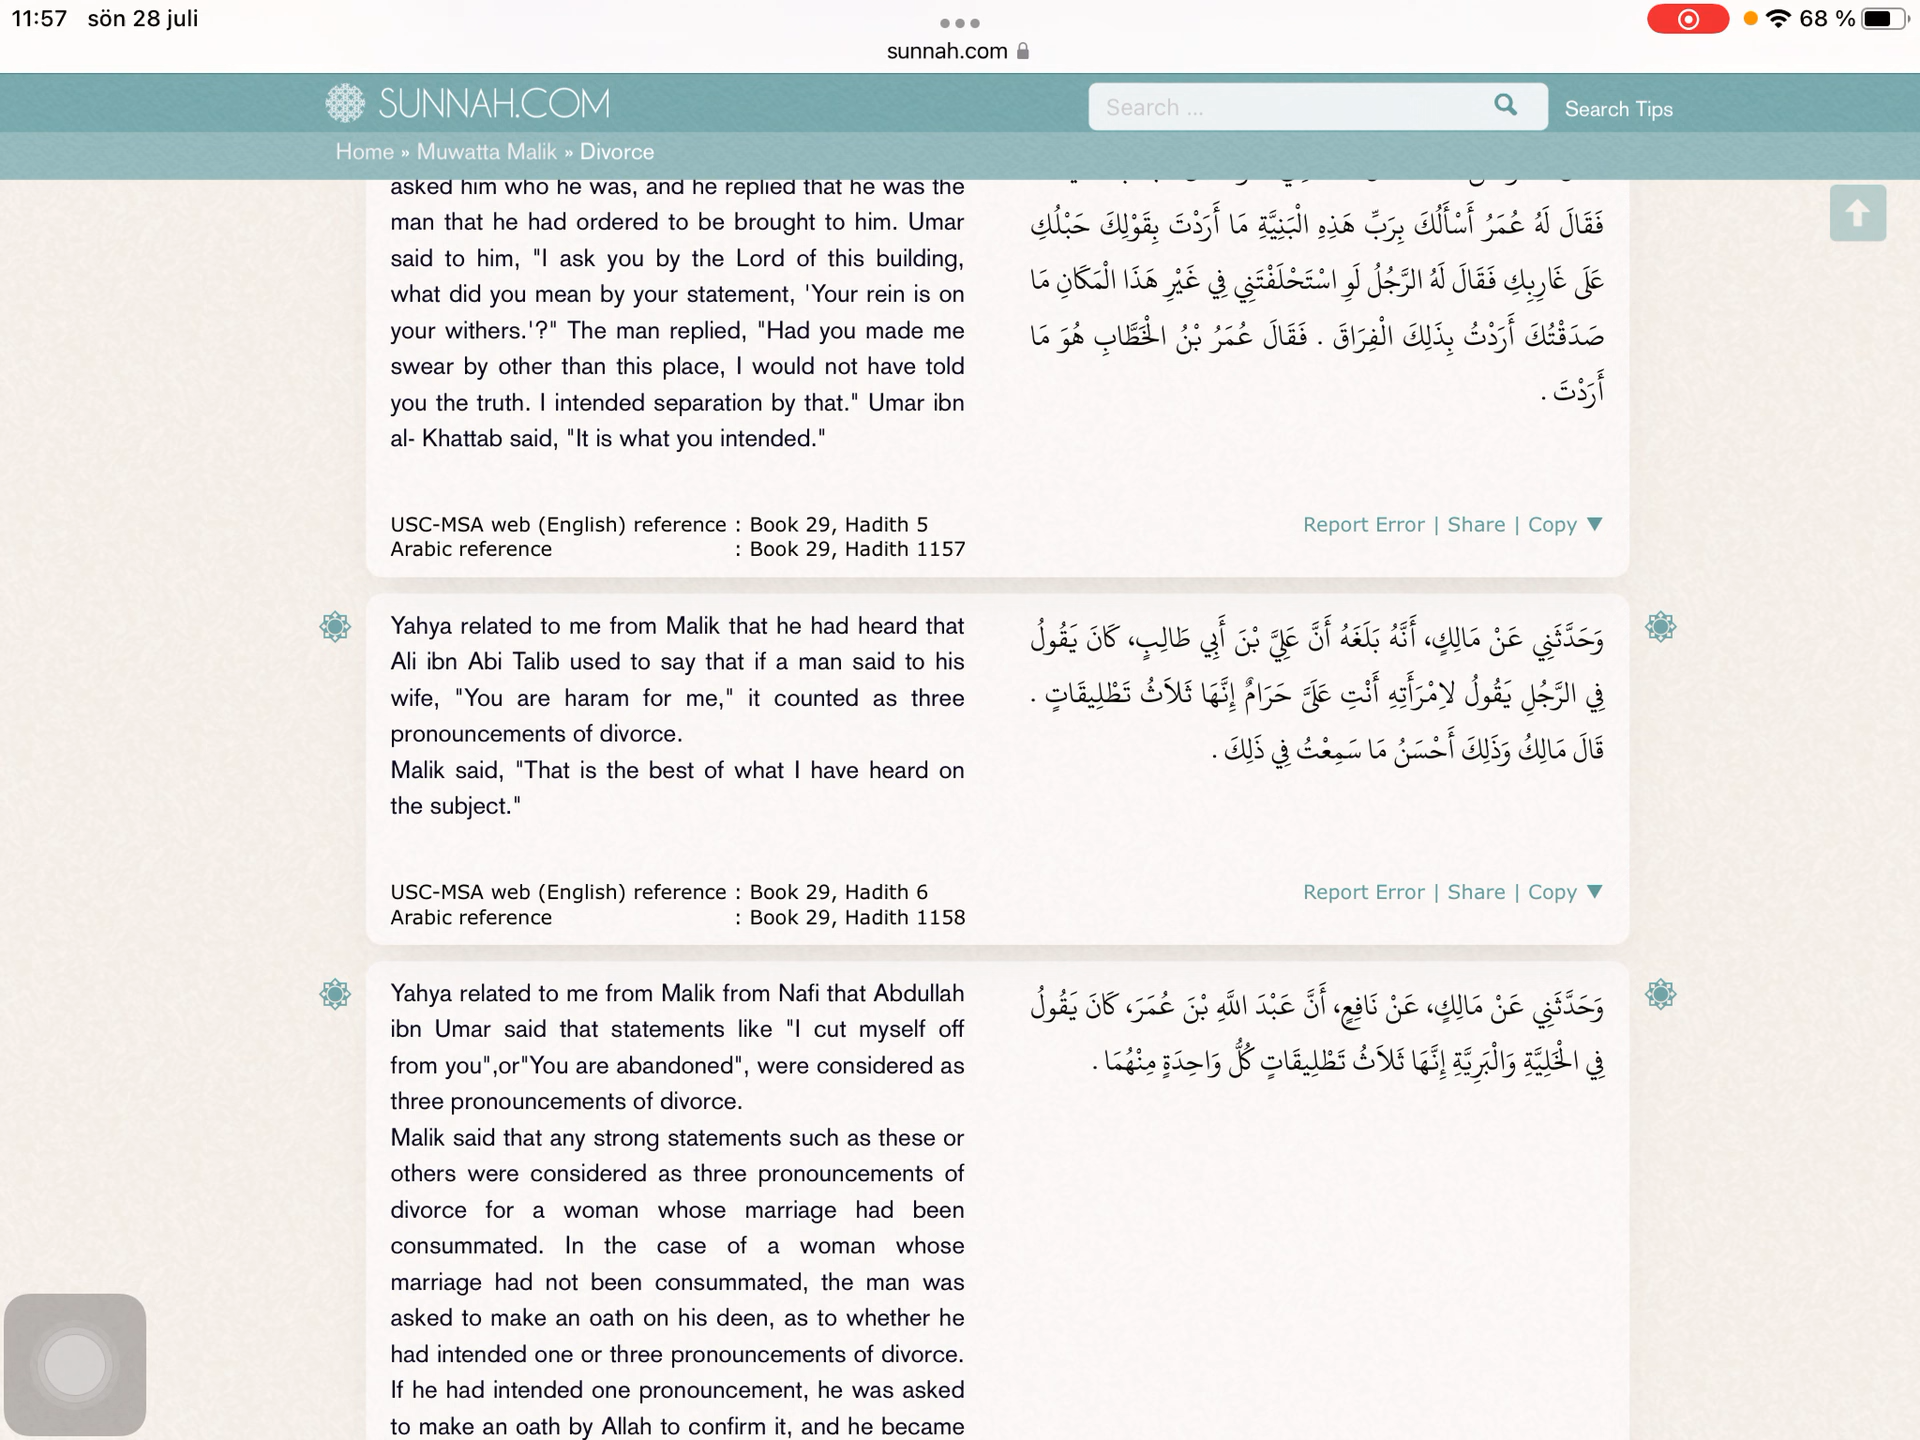 11:57 sön 28 juli
68 %
sunnah.com
SUNNAH.COM
Search ...
Search Tips
Home » Muwatta Malik » Divorce
asked him who he was, and he replied that he was the
man that he had ordered to be brought to him. Umar
said to him, "I ask you by the Lord of this building,
what did you mean by your statement, 'Your rein is on
your withers.'?" The man replied, "Had you made me
swear by other than this place, I would not have told
you the truth. I intended separation by that." Umar ibn
al- Khattab said, "It is what you intended."
فَقَالَ لَهُ عُمَرُ أَسْأَلُكَ بِرَبِّ هَذِهِ الْبَنِيَّةِ مَا أَرَدْتَ بِقَوْلِكَ حَبْلُكِ
عَلَى غَارِبِكِ فَقَالَ لَهُ الرَّجُلُ لَوِ اسْتَحْلَفْتَنِي فِي غَيْرِ هَذَا الْمَكَانِ مَا
صَدَقْتُكَ أَرَدْتُ بِذَلِكَ الْفِرَاقَ . فَقَالَ عُمَرُ بْنُ الْخَطَّابِ هُوَ مَا
أَرَدْتَ .
USC-MSA web (English) reference : Book 29, Hadith 5
Arabic reference : Book 29, Hadith 1157
Report Error | Share | Copy ▼
Yahya related to me from Malik that he had heard that
Ali ibn Abi Talib used to say that if a man said to his
wife, "You are haram for me," it counted as three
pronouncements of divorce.
Malik said, "That is the best of what I have heard on
the subject."
وَحَدَّثَنِي عَنْ مَالِكٍ، أَنَّهُ بَلَغَهُ أَنَّ عَلِيَّ بْنَ أَبِي طَالِبٍ، كَانَ يَقُولُ
فِي الرَّجُلِ يَقُولُ لاِمْرَأَتِهِ أَنْتِ عَلَىَّ حَرَامٌ إِنَّهَا ثَلاَثُ تَطْلِيقَاتٍ .
قَالَ مَالِكٌ وَذَلِكَ أَحْسَنُ مَا سَمِعْتُ فِي ذَلِكَ .
USC-MSA web (English) reference : Book 29, Hadith 6
Arabic reference : Book 29, Hadith 1158
Report Error | Share | Copy ▼
Yahya related to me from Malik from Nafi that Abdullah
ibn Umar said that statements like "I cut myself off
from you",or"You are abandoned", were considered as
three pronouncements of divorce.
Malik said that any strong statements such as these or
others were considered as three pronouncements of
divorce for a woman whose marriage had been
consummated. In the case of a woman whose
marriage had not been consummated, the man was
asked to make an oath on his deen, as to whether he
had intended one or three pronouncements of divorce.
If he had intended one pronouncement, he was asked
to make an oath by Allah to confirm it, and he became
وَحَدَّثَنِي عَنْ مَالِكٍ، عَنْ نَافِعٍ، أَنَّ عَبْدَ اللَّهِ بْنَ عُمَرَ، كَانَ يَقُولُ
فِي الْخَلِيَّةِ وَالْبَرِيَّةِ إِنَّهَا ثَلاَثُ تَطْلِيقَاتٍ كُلُّ وَاحِدَةٍ مِنْهُمَا .